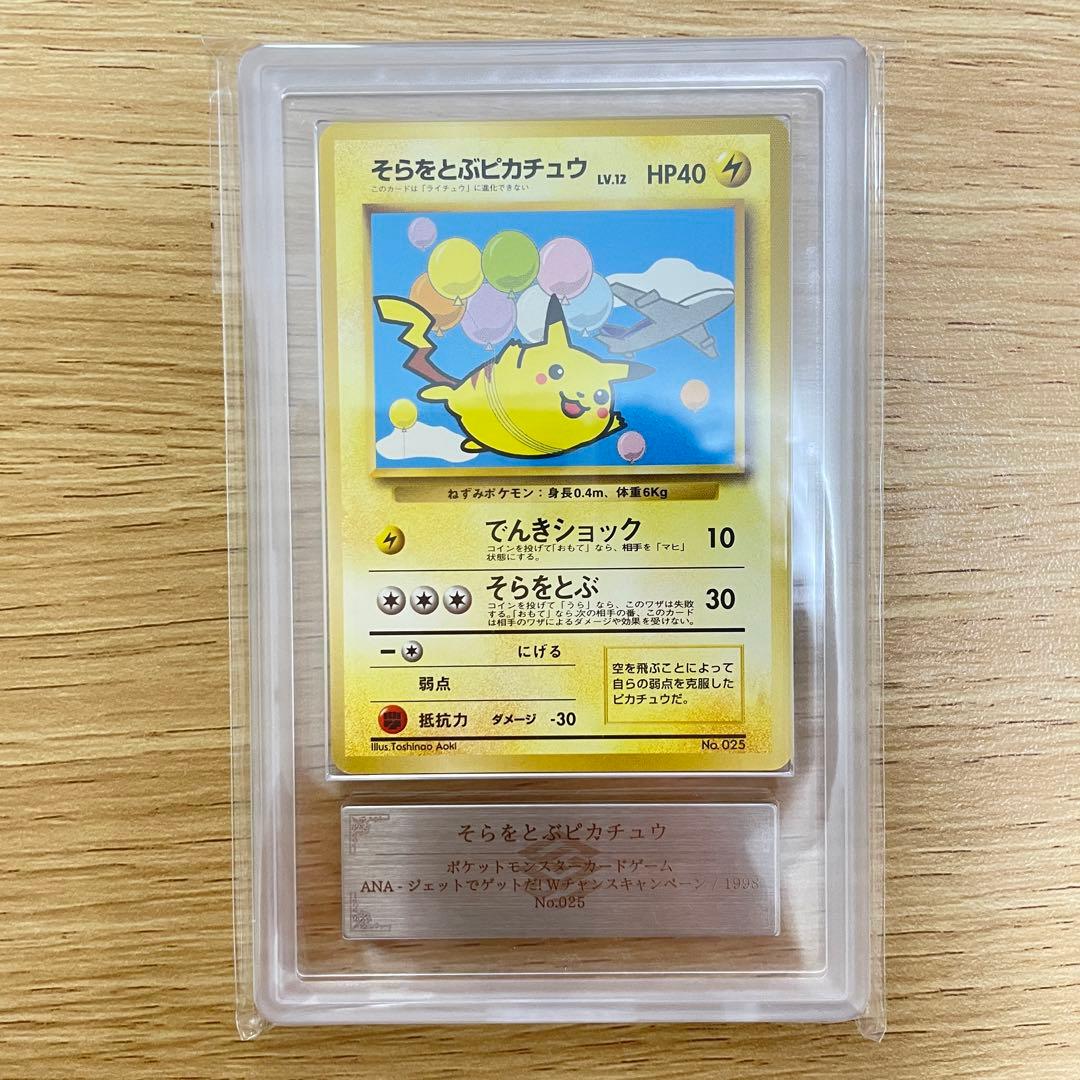 そらをとぶピカチュウ LV.12 HP40
このカードは「ライチュウ」に進化できない
ねずみポケモン：身長0.4m、体重6Kg
でんきショック 10
コインを投げて「おもて」なら、相手を「マヒ」
状態にする。
そらをとぶ 30
コインを投げて「うら」なら、このワザは失敗
する。「おもて」なら次の相手の番、このカード
は相手のワザによるダメージや効果を受けない。
にげる
弱点
抵抗力 ダメージ -30
空を飛ぶことによって
自らの弱点を克服した
ピカチュウだ。
Illus.Toshinao Aoki
No. 025
そらをとぶピカチュウ
ポケットモンスターカードゲーム
ANA - ジェットでゲットだ! Wチャンスキャンペーン / 1998
No.025